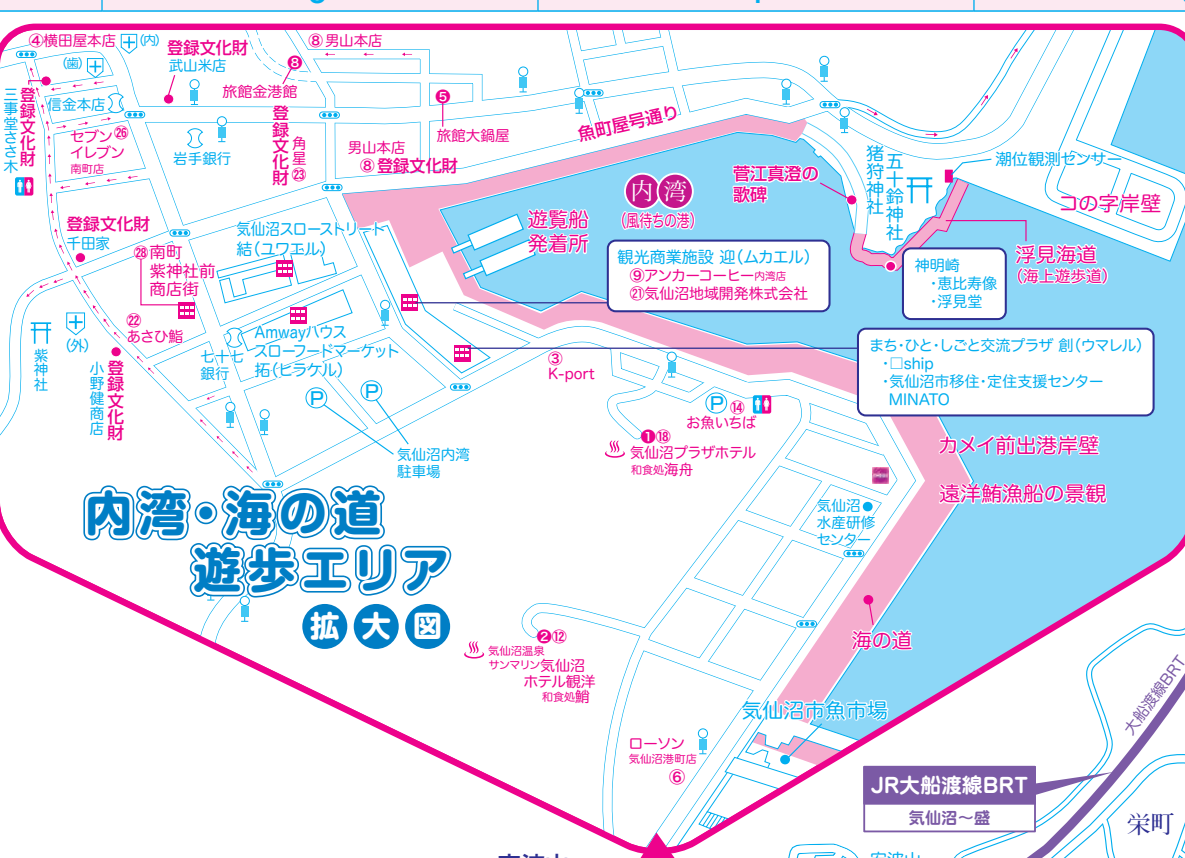 ④横田屋本店
(内)
(歯)
登録文化財
武山米店
⑧男山本店
❽
旅館金港館
❺
旅館大鍋屋
登録文化財
三事堂ささ木
信金本店
セブン㉖
イレブン
南町店
岩手銀行
登録文化財
角星㉓
男山本店
⑧登録文化財
魚町屋号通り
内湾
(風待ちの港)
菅江真澄の
歌碑
猪狩神社
五十鈴神社
潮位観測センサー
コの字岸壁
浮見海道
(海上遊歩道)
神明崎
・恵比寿像
・浮見堂
遊覧船
発着所
観光商業施設 迎(ムカエル)
⑨アンカーコーヒー内湾店
㉑気仙沼地域開発株式会社
まち・ひと・しごと交流プラザ 創(ウマレル)
・□ship
・気仙沼市移住・定住支援センター
MINATO
登録文化財
千田家
気仙沼スローストリート
結(ユワエル)
㉘南町
紫神社前
商店街
㉒
あさひ鮨
紫神社
(外)
登録文化財
小野健商店
七十七
銀行
Amwayハウス
スローフードマーケット
拓(ヒラケル)
P
P
気仙沼内湾
駐車場
③
K-port
P
⑭
お魚いちば
❶⑱
気仙沼プラザホテル
和食処海舟
カメイ前出港岸壁
遠洋鮪漁船の景観
気仙沼
水産研修
センター
海の道
内湾・海の道
遊歩エリア
拡大図
❷⑫
気仙沼温泉
サンマリン気仙沼
ホテル観洋
和食処鮹
気仙沼市魚市場
ローソン
気仙沼港町店
⑥
大船渡線BRT
JR大船渡線BRT
気仙沼〜盛
栄町